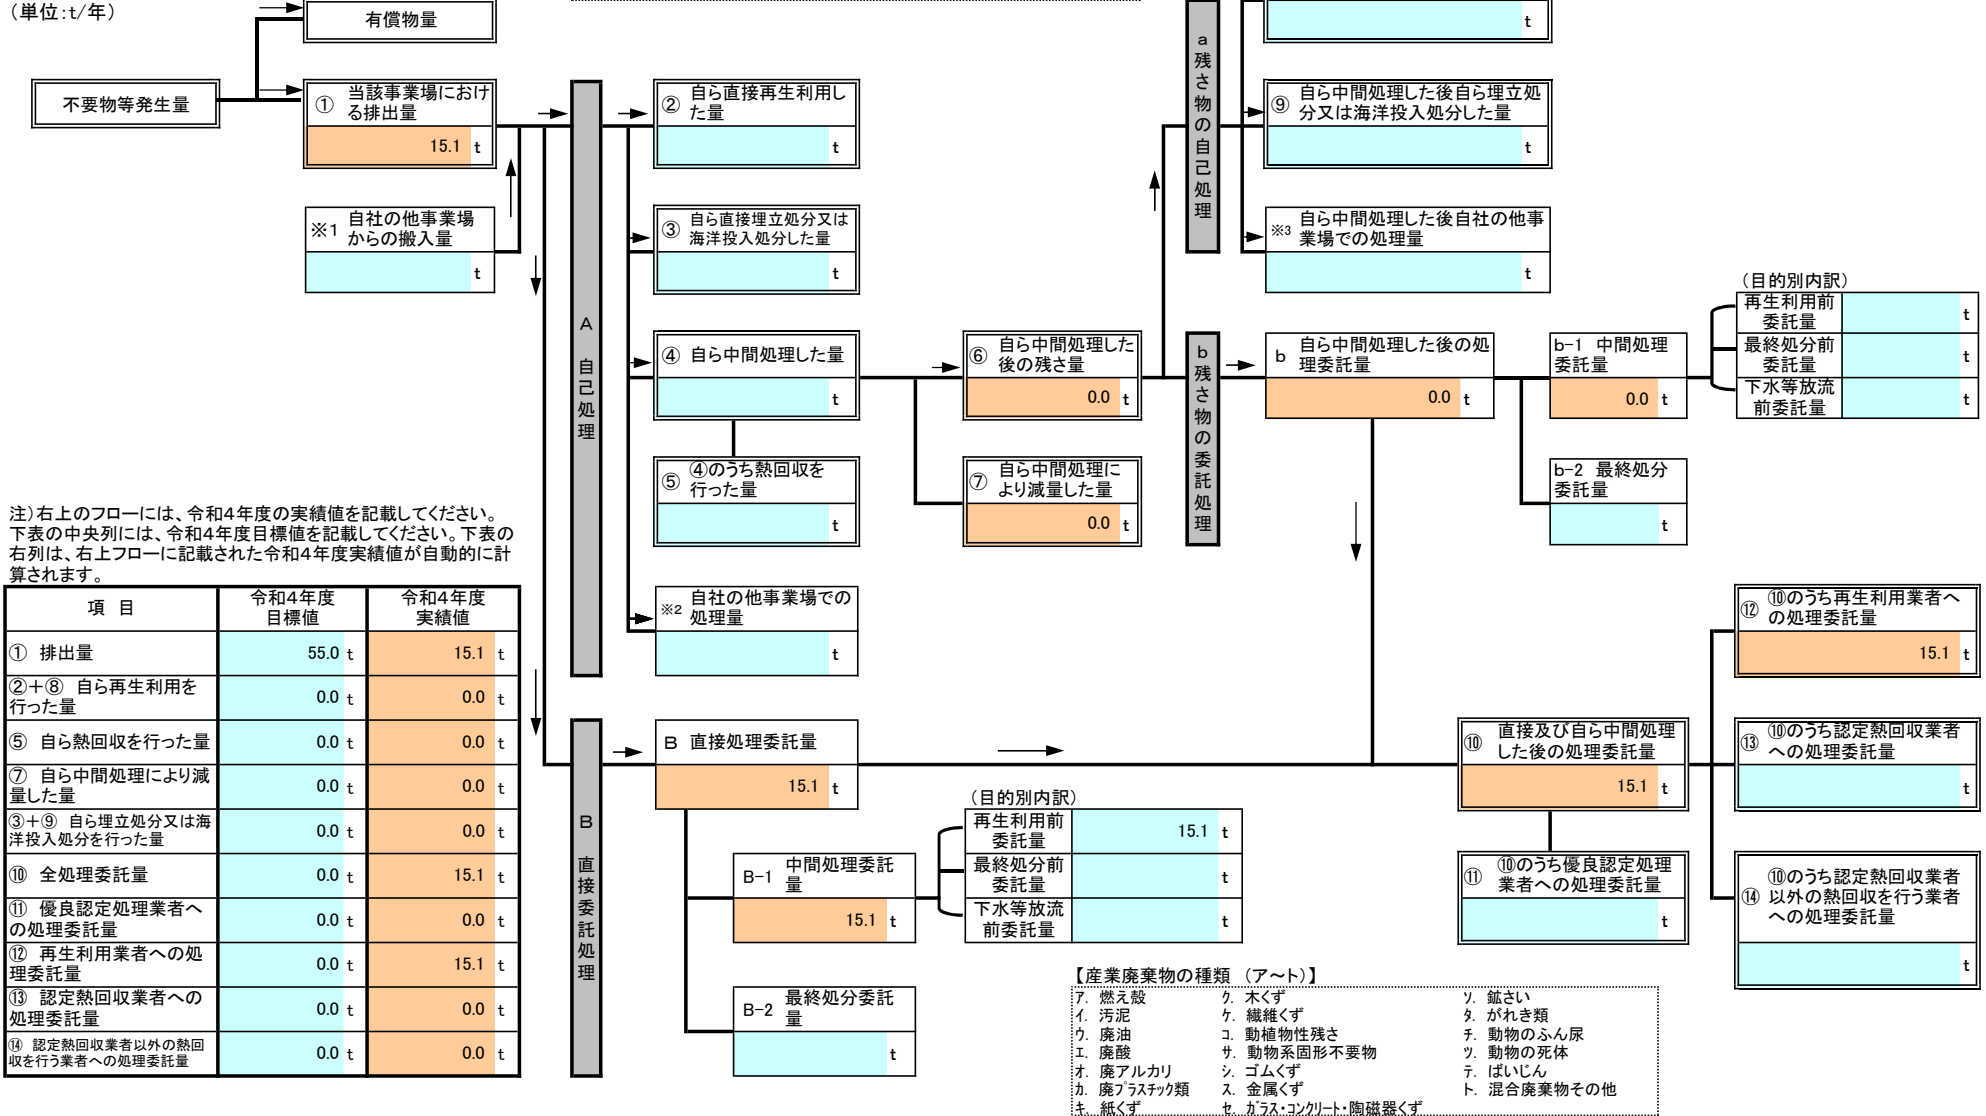 （単位：t/年）
有償物量
不要物等発生量
①
当該事業場におけ
る排出量
15.1 t
※1
自社の他事業場
からの搬入量
t
A
自己処理
②
自ら直接再生利用し
た量
t
③
自ら直接埋立処分又は
海洋投入処分した量
t
④ 自ら中間処理した量
t
⑤
④のうち熱回収を
行った量
t
※2
自社の他事業場での
処理量
t
⑥
自ら中間処理した
後の残さ量
0.0 t
⑦
自ら中間処理に
より減量した量
0.0 t
a
残さ物の自己処理
t
⑨
自ら中間処理した後自ら埋立処
分又は海洋投入処分した量
t
※3
自ら中間処理した後自社の他事
業場での処理量
t
b
残さ物の委託処理
b
自ら中間処理した後の処
理委託量
0.0 t
b-1 中間処理
委託量
0.0 t
b-2 最終処分
委託量
t
（目的別内訳）
再生利用前
委託量
t
最終処分前
委託量
t
下水等放流
前委託量
t
注）右上のフローには、令和４年度の実績値を記載してください。
下表の中央列には、令和４年度目標値を記載してください。下表の
右列は、右上フローに記載された令和４年度実績値が自動的に計
算されます。
項 目
令和４年度
目標値
令和４年度
実績値
① 排出量 55.0 t 15.1 t
②＋⑧ 自ら再生利用を
行った量
0.0 t 0.0 t
⑤ 自ら熱回収を行った量 0.0 t 0.0 t
⑦ 自ら中間処理により減
量した量
0.0 t 0.0 t
③＋⑨ 自ら埋立処分又は海
洋投入処分を行った量
0.0 t 0.0 t
⑩ 全処理委託量 0.0 t 15.1 t
⑪ 優良認定処理業者へ
の処理委託量
0.0 t 0.0 t
⑫ 再生利用業者への処
理委託量
0.0 t 15.1 t
⑬ 認定熱回収業者への
処理委託量
0.0 t 0.0 t
⑭ 認定熱回収業者以外の熱回
収を行う業者への処理委託量
0.0 t 0.0 t
B
直接委託処理
B 直接処理委託量
15.1 t
B-1
中間処理委託
量
15.1 t
B-2
最終処分委託
量
t
（目的別内訳）
再生利用前
委託量
15.1 t
最終処分前
委託量
t
下水等放流
前委託量
t
⑩
直接及び自ら中間処理
した後の処理委託量
15.1 t
⑪
⑩のうち優良認定処理
業者への処理委託量
t
⑫
⑩のうち再生利用業者へ
の処理委託量
15.1 t
⑬
⑩のうち認定熱回収業者
への処理委託量
t
⑭
⑩のうち認定熱回収業者
以外の熱回収を行う業者
への処理委託量
t
【産業廃棄物の種類 （ア～ト）】
ア. 燃え殻
イ. 汚泥
ウ. 廃油
エ. 廃酸
オ. 廃アルカリ
カ. 廃プラスチック類
キ. 紙くず
ク. 木くず
ケ. 繊維くず
コ. 動植物性残さ
サ. 動物系固形不要物
シ. ゴムくず
ス. 金属くず
セ. ガラス・コンクリート・陶磁器くず
ソ. 鉱さい
タ. がれき類
チ. 動物のふん尿
ツ. 動物の死体
テ. ばいじん
ト. 混合廃棄物その他